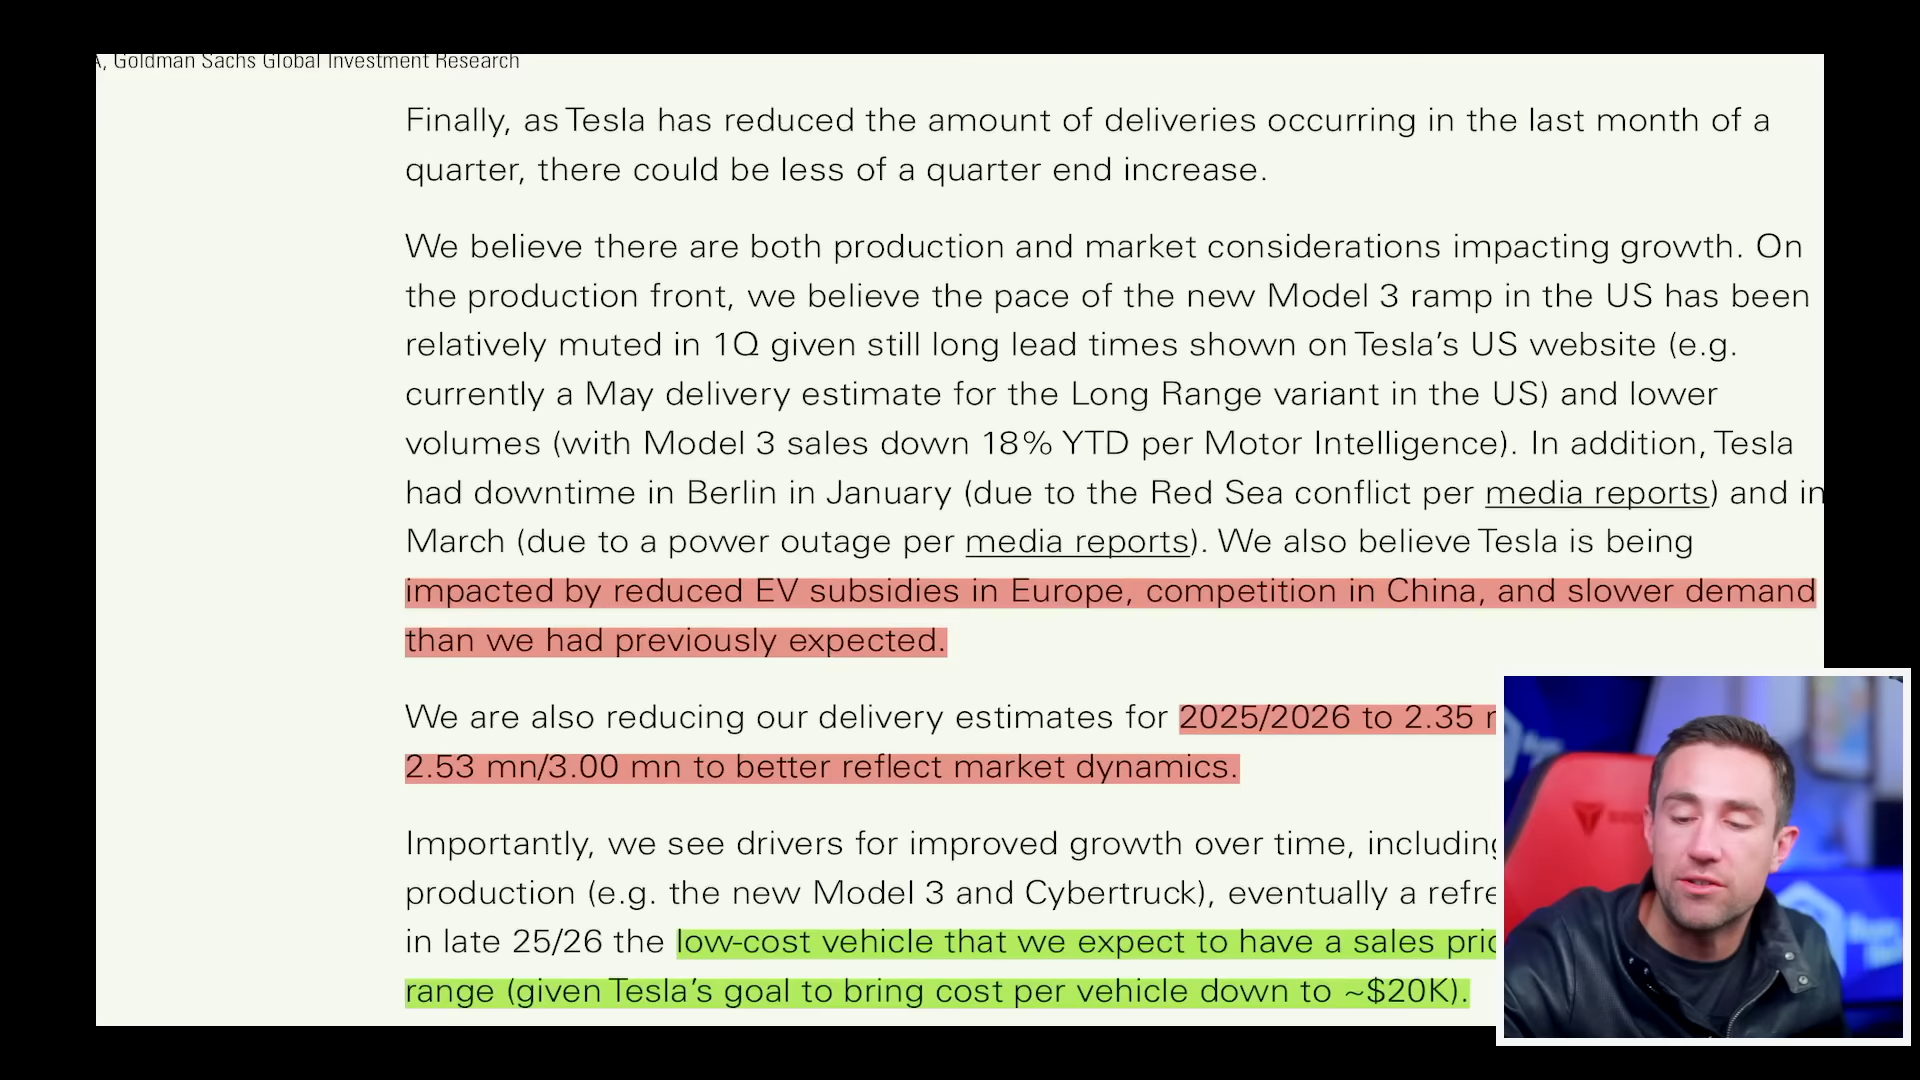 , Goldman Sachs Global Investment Research
Finally, as Tesla has reduced the amount of deliveries occurring in the last month of a
quarter, there could be less of a quarter end increase.
We believe there are both production and market considerations impacting growth. On
the production front, we believe the pace of the new Model 3 ramp in the US has been
relatively muted in 1Q given still long lead times shown on Tesla’s US website (e.g.
currently a May delivery estimate for the Long Range variant in the US) and lower
volumes (with Model 3 sales down 18% YTD per Motor Intelligence). In addition, Tesla
had downtime in Berlin in January (due to the Red Sea conflict per media reports) and in
March (due to a power outage per media reports). We also believe Tesla is being
impacted by reduced EV subsidies in Europe, competition in China, and slower demand
than we had previously expected.
We are also reducing our delivery estimates for 2025/2026 to 2.35
2.53 mn/3.00 mn to better reflect market dynamics.
Importantly, we see drivers for improved growth over time, including
production (e.g. the new Model 3 and Cybertruck), eventually a
in late 25/26 the low-cost vehicle that we expect to have a sales
range (given Tesla’s goal to bring cost per vehicle down to ~$20K).